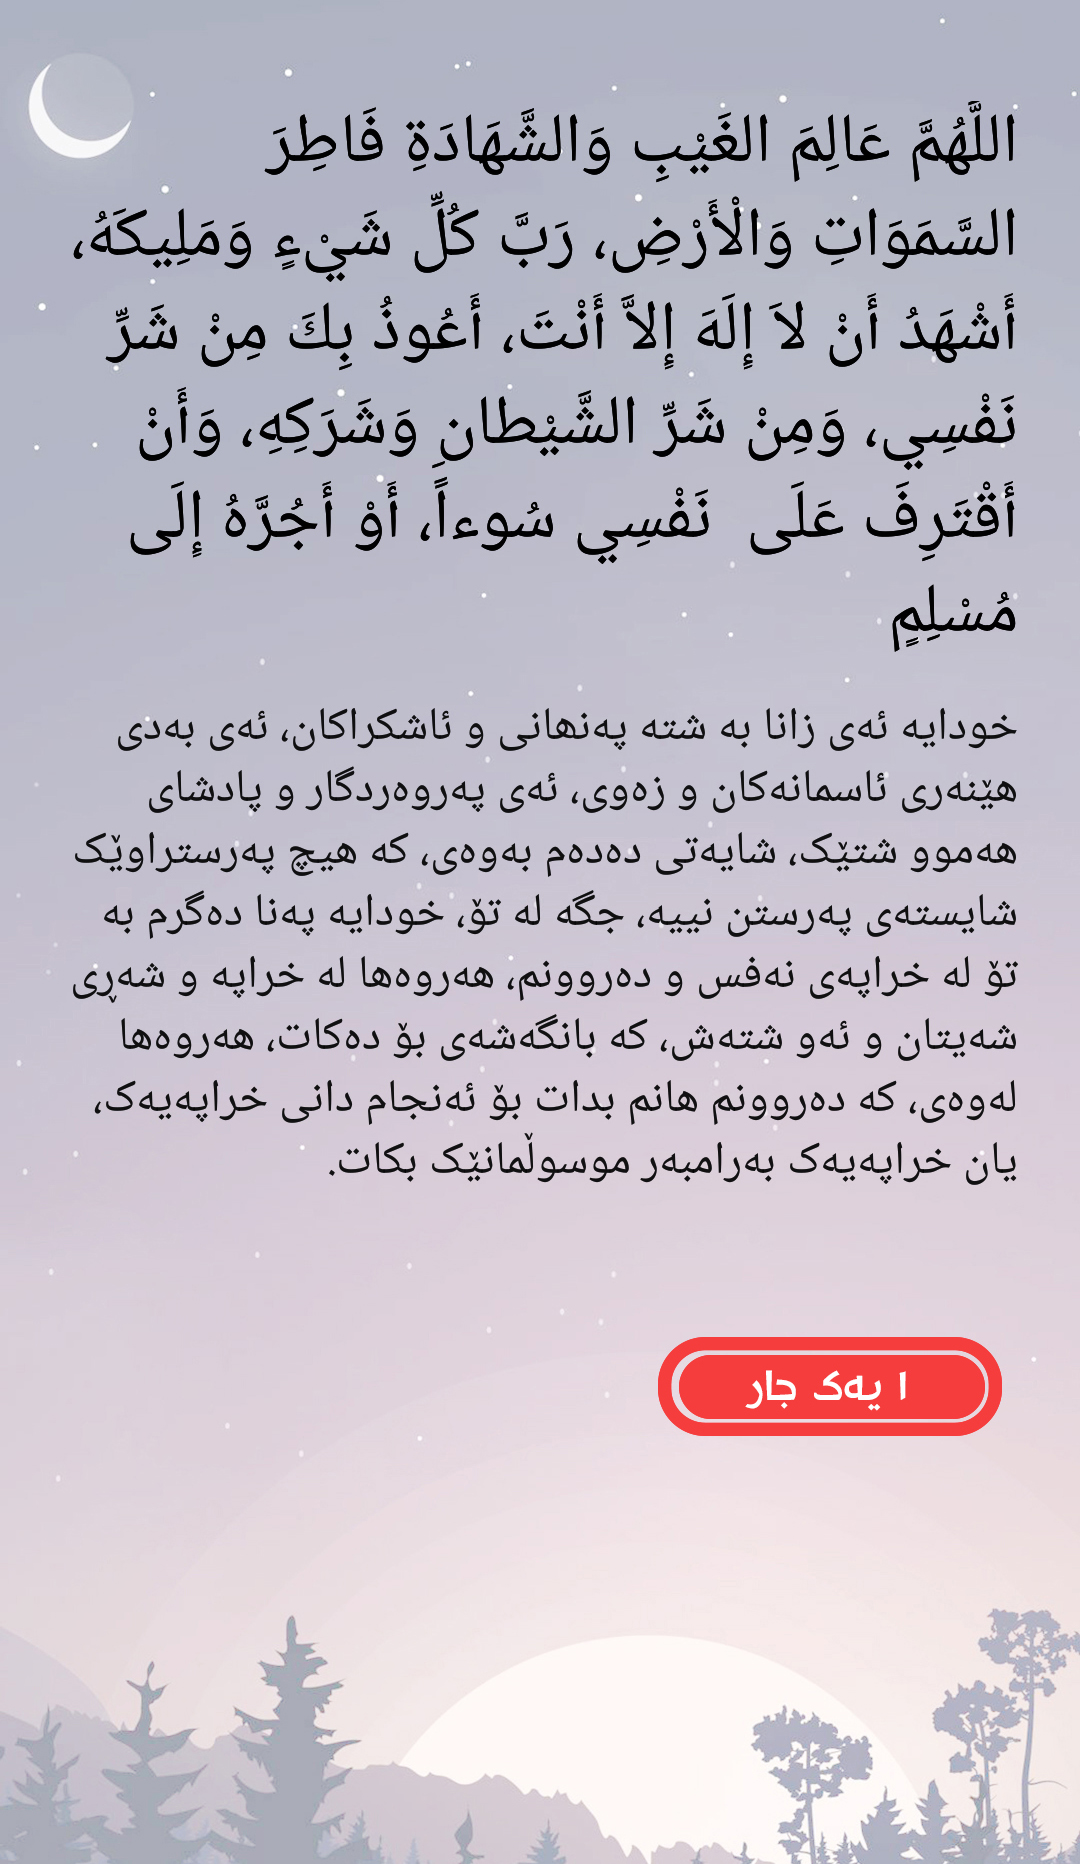 اللَّهُمَّ عَالِمَ الغَيْبِ وَالشَّهَادَةِ فَاطِرَ
السَّمَوَاتِ وَالْأَرْضِ، رَبَّ كُلِّ شَيْءٍ وَمَلِيكَهُ،
أَشْهَدُ أَنْ لاَ إِلَهَ إِلاَّ أَنْتَ، أَعُوذُ بِكَ مِنْ شَرِّ
نَفْسِي، وَمِنْ شَرِّ الشَّيْطانِ وَشَرَكِهِ، وَأَنْ
أَقْتَرِفَ عَلَى نَفْسِي سُوءاً، أَوْ أَجُرَّهُ إِلَى
مُسْلِمٍ
خودایە ئەی زانا بە شتە پەنهانی و ئاشکراکان، ئەی بەدی
هێنەری ئاسمانەکان و زەوی، ئەی پەروەردگار و پادشای
هەموو شتێک، شایەتی دەدەم بەوەی، کە هیچ پەرستراوێک
شایستەی پەرستن نییە، جگە لە تۆ، خودایە پەنا دەگرم بە
تۆ لە خراپەی نەفس و دەروونم، هەروەها لە خراپە و شەڕی
شەیتان و ئەو شتەش، کە بانگەشەی بۆ دەکات، هەروەها
لەوەی، کە دەروونم هانم بدات بۆ ئەنجام دانی خراپەیەک،
یان خراپەیەک بەرامبەر موسوڵمانێک بکات.
١ یەک جار